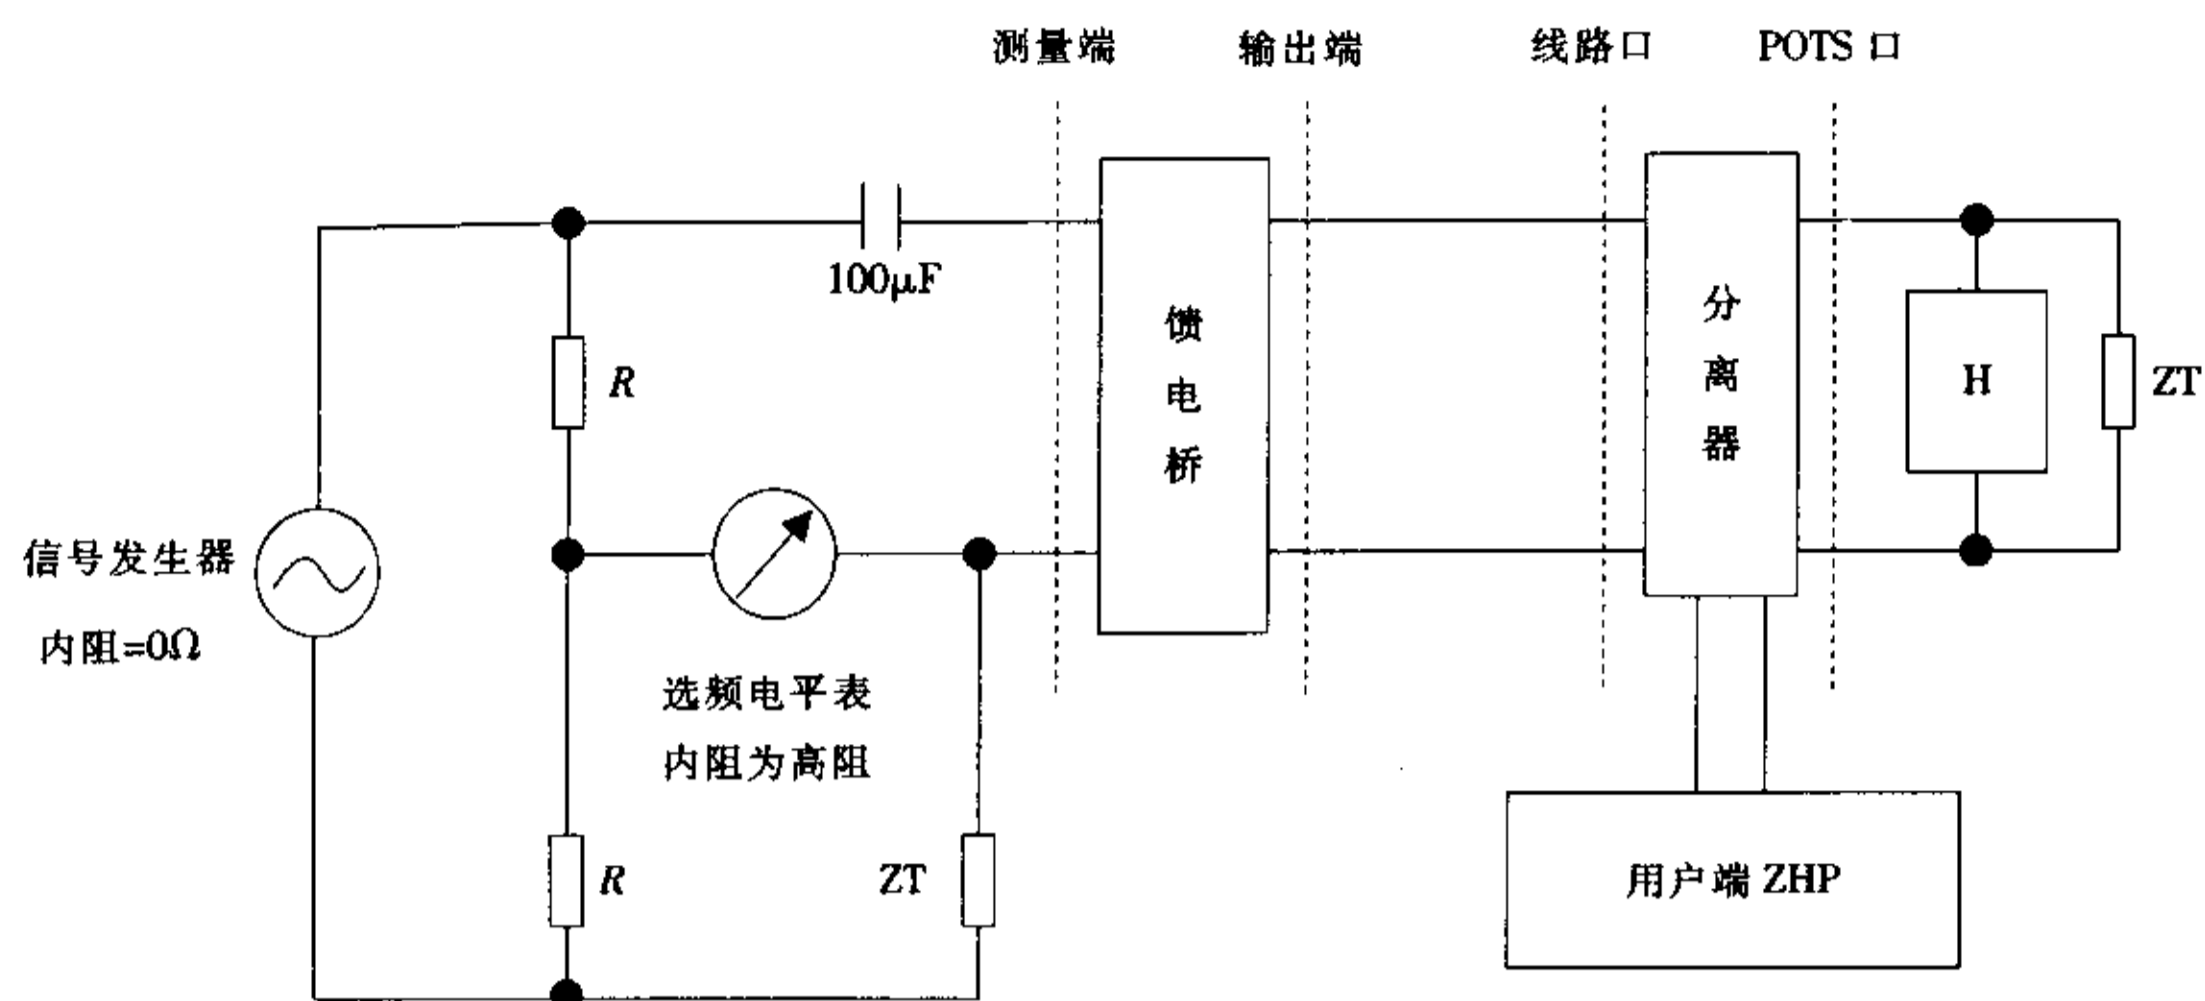 测量端
输出端
线路口
POTS 口
100μF
馈电桥
分离器
R
H
ZT
信号发生器
内阻=0Ω
选频电平表
内阻为高阻
R
ZT
用户端 ZHP